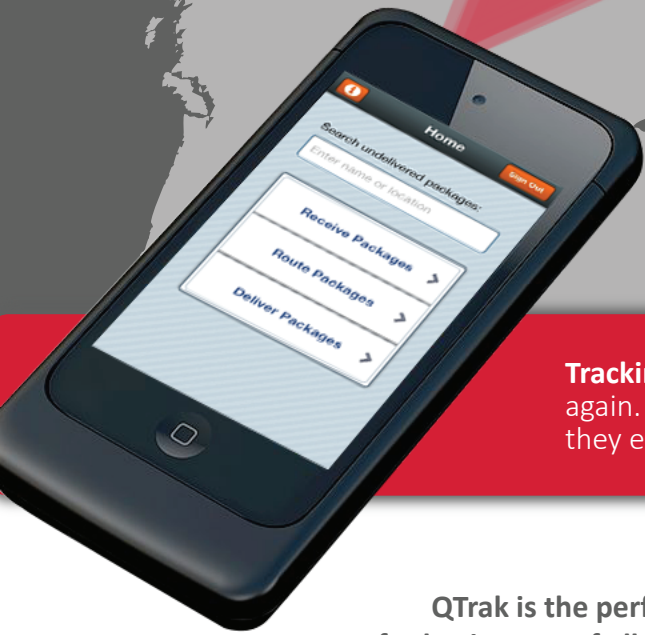 Home
Sign Out
Search undelivered packages:
Enter name or location
Receive Packages
Route Packages
Deliver Packages
again.
they e
QTrak is the perf